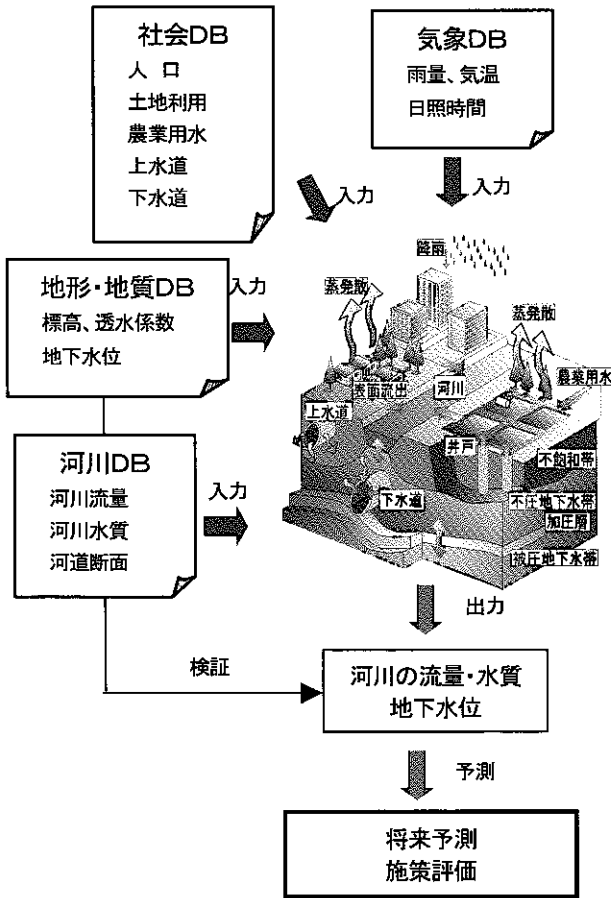 社会DB
人 口
土地利用
農業用水
上水道
下水道
気象DB
雨量、気温
日照時間
入力
入力
地形・地質DB
標高、透水係数
地下水位
入力
河川DB
河川流量
河川水質
河道断面
入力
降雨
蒸発散
蒸発散
農業用水
表面流出
河川
上水道
井戸
不飽和帯
下水道
不圧地下水帯
加圧層
被圧地下水帯
出力
検証
河川の流量・水質
地下水位
予測
将来予測
施策評価